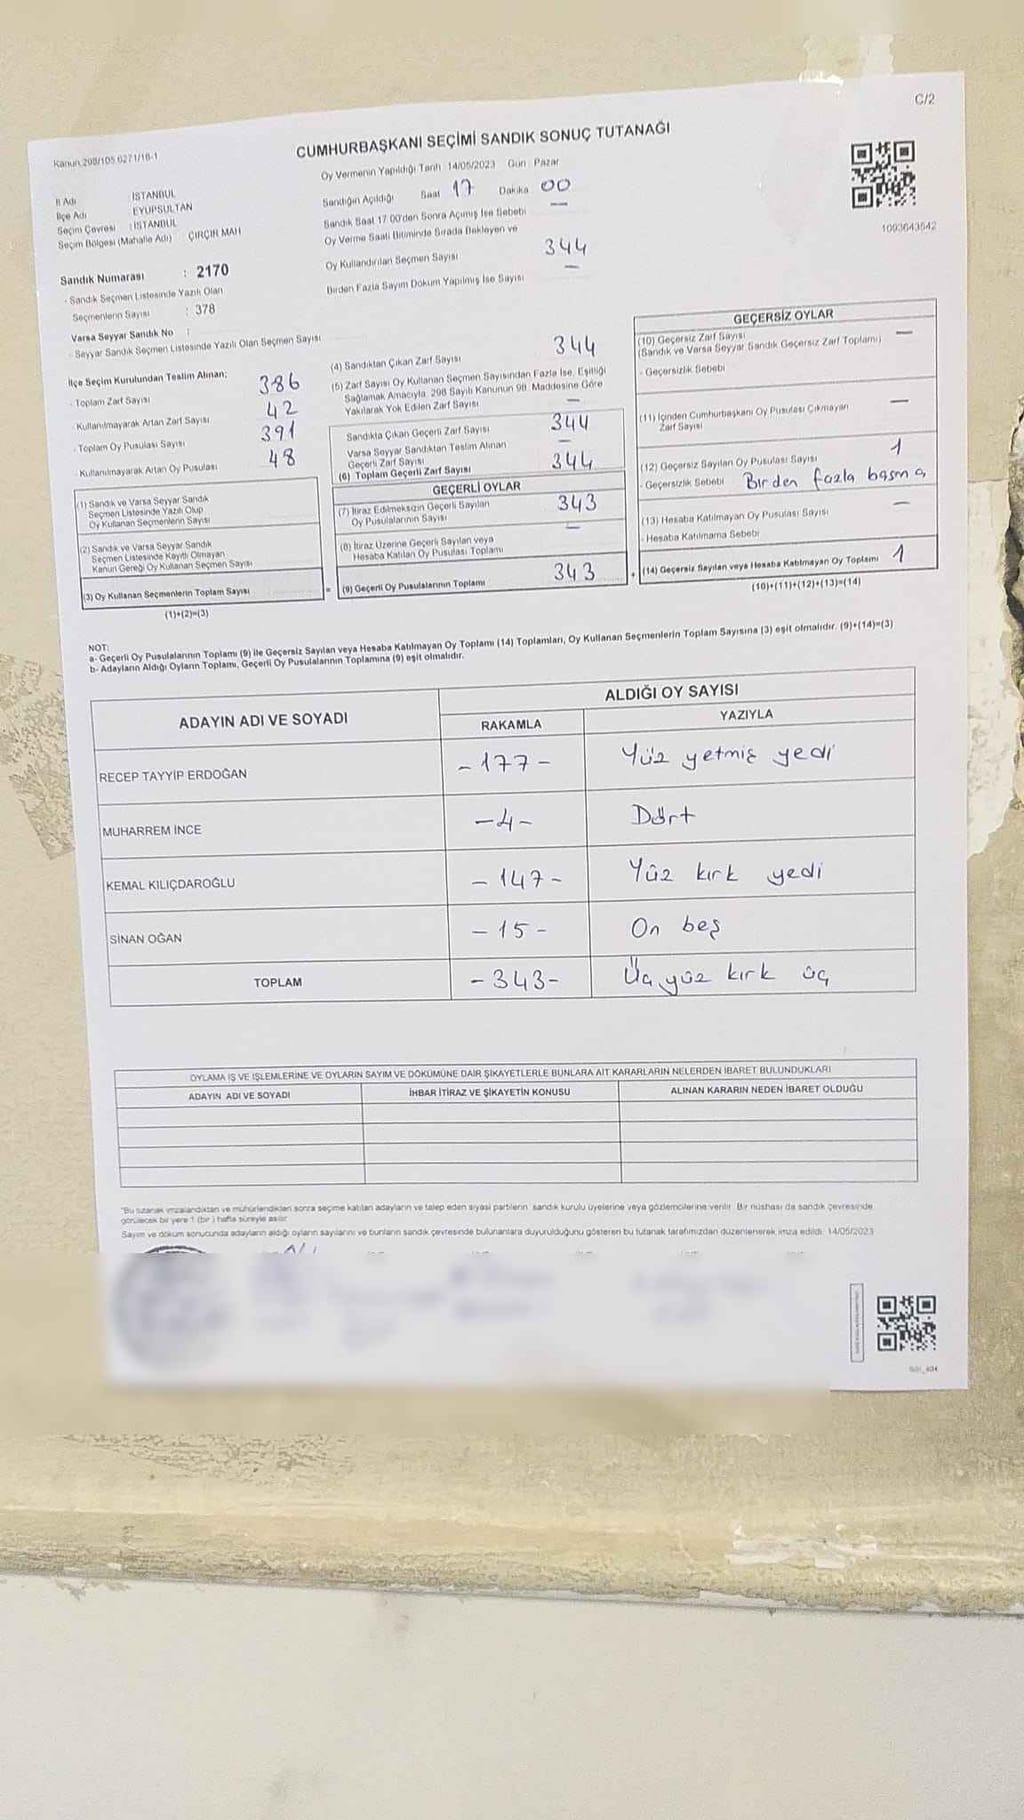 C/2
Kanun 298/105 6271/18-1
CUMHURBAŞKANI SEÇİMİ SANDIK SONUÇ TUTANAĞI
Oy Vermenin Yapıldığı Tarih 14/05/2023 Gün : Pazar
İl Adı : İSTANBUL
İlçe Adı EYÜPSULTAN
Seçim Çevresi : İSTANBUL
Seçim Bölgesi (Mahalle Adı) ÇIRÇIR MAH
Sandığın Açıldığı Saat 17 Dakika 00
Sandık Saat 17 00'den Sonra Açımış İse Sebebi —
Oy Verme Saati Bitiminde Sırada Bekleyen ve
Oy Kullandırılan Seçmen Sayısı 344
Birden Fazla Sayım Döküm Yapılmış İse Sayısı —
1093643542
Sandık Numarası : 2170
- Sandık Seçmen Listesinde Yazılı Olan
Seçmenlerin Sayısı : 378
Varsa Seyyar Sandık No :
- Seyyar Sandık Seçmen Listesinde Yazılı Olan Seçmen Sayısı
İlçe Seçim Kurulundan Teslim Alınan:
- Toplam Zarf Sayısı 386
- Kullanılmayarak Artan Zarf Sayısı 42
- Toplam Oy Pusulası Sayısı 391
- Kullanılmayarak Artan Oy Pusulası 48
(1) Sandık ve Varsa Seyyar Sandık
Seçmen Listesinde Yazılı Olup
Oy Kullanan Seçmenlerin Sayısı
(2) Sandık ve Varsa Seyyar Sandık
Seçmen Listesinde Kayıtlı Olmayan
Kanun Gereği Oy Kullanan Seçmen Sayısı
(3) Oy Kullanan Seçmenlerin Toplam Sayısı
(1)+(2)=(3)
(4) Sandıktan Çıkan Zarf Sayısı 344
(5) Zarf Sayısı Oy Kullanan Seçmen Sayısından Fazla İse, Eşitliği
Sağlamak Amacıyla, 298 Sayılı Kanunun 98. Maddesine Göre
Yakılarak Yok Edilen Zarf Sayısı —
Sandıkta Çıkan Geçerli Zarf Sayısı 344
Varsa Seyyar Sandıktan Teslim Alınan
Geçerli Zarf Sayısı —
(6) Toplam Geçerli Zarf Sayısı 344
GEÇERLİ OYLAR
(7) İtiraz Edilmeksizin Geçerli Sayılan
Oy Pusulalarının Sayısı 343
(8) İtiraz Üzerine Geçerli Sayılan veya
Hesaba Katılan Oy Pusulası Toplamı —
= (9) Geçerli Oy Pusulalarının Toplamı 343
GEÇERSİZ OYLAR
(10) Geçersiz Zarf Sayısı —
(Sandık ve Varsa Seyyar Sandık Geçersiz Zarf Toplamı)
- Geçersizlik Sebebi
(11) İçinden Cumhurbaşkanı Oy Pusulası Çıkmayan
Zarf Sayısı —
(12) Geçersiz Sayılan Oy Pusulası Sayısı 1
- Geçersizlik Sebebi Birden fazla basma
(13) Hesaba Katılmayan Oy Pusulası Sayısı —
- Hesaba Katılmama Sebebi
+ (14) Geçersiz Sayılan veya Hesaba Katılmayan Oy Toplamı 1
(10)+(11)+(12)+(13)=(14)
NOT:
a- Geçerli Oy Pusulalarının Toplamı (9) ile Geçersiz Sayılan veya Hesaba Katılmayan Oy Toplamı (14) Toplamları, Oy Kullanan Seçmenlerin Toplam Sayısına (3) eşit olmalıdır. (9)+(14)=(3)
b- Adayların Aldığı Oyların Toplamı, Geçerli Oy Pusulalarının Toplamına (9) eşit olmalıdır.
ADAYIN ADI VE SOYADI
ALDIĞI OY SAYISI
RAKAMLA YAZIYLA
RECEP TAYYİP ERDOĞAN -177- Yüz yetmiş yedi
MUHARREM İNCE -4- Dört
KEMAL KILIÇDAROĞLU -147- Yüz kırk yedi
SİNAN OĞAN -15- On beş
TOPLAM -343- Üç yüz kırk üç
OYLAMA İŞ VE İŞLEMLERİNE VE OYLARIN SAYIM VE DÖKÜMÜNE DAİR ŞİKAYETLERLE BUNLARA AİT KARARLARIN NELERDEN İBARET BULUNDUKLARI
ADAYIN ADI VE SOYADI İHBAR İTİRAZ VE ŞİKAYETİN KONUSU ALINAN KARARIN NEDEN İBARET OLDUĞU
"Bu tutanak imzalandıktan ve mühürlendikten sonra seçime katılan adayların ve talep eden siyasi partilerin sandık kurulu üyelerine veya gözlemcilerine verilir. Bir nüshası da sandık çevresinde
görülecek bir yere 1 (bir) hafta süreyle asılır
Sayım ve döküm sonucunda adayların aldığı oyların sayılarını ve bunların sandık çevresinde bulunanlara duyurulduğunu gösteren bu tutanak tarafımızdan düzenlenerek imza edildi. 14/05/2023